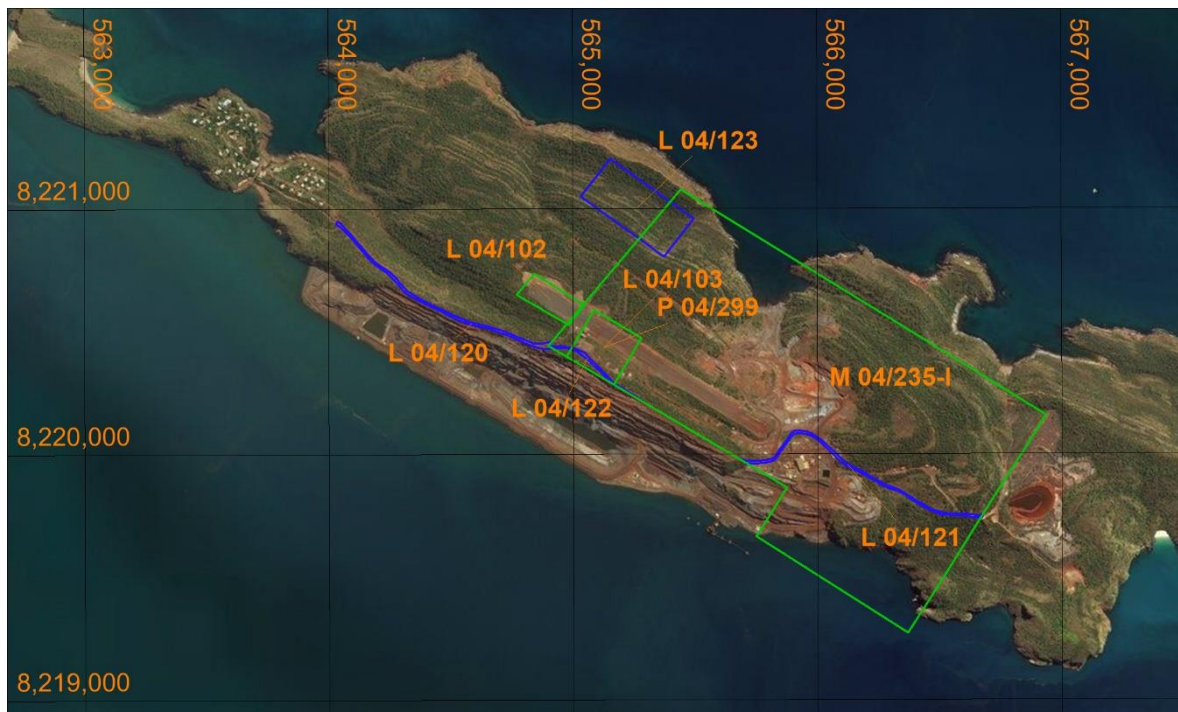 563,000
564,000
565,000
566,000
567,000
L 04/123
8,221,000
L 04/102
L 04/103
P 04/299
L 04/120
M 04/235-I
L 04/122
8,220,000
L 04/121
8,219,000